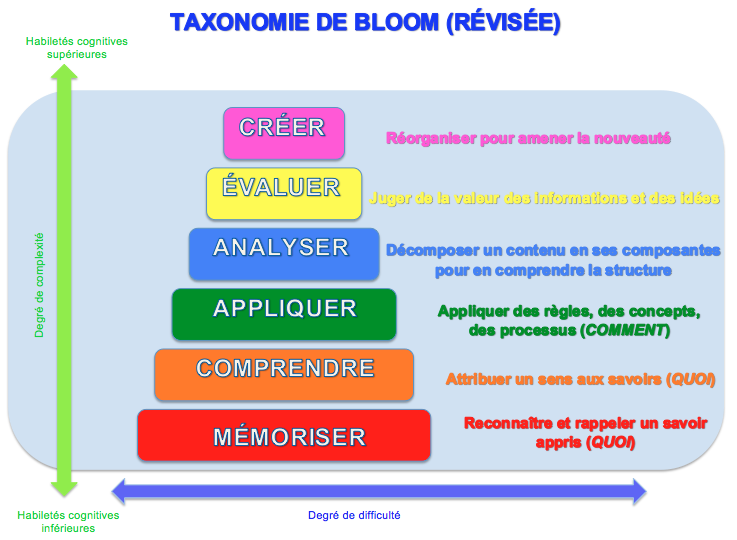 TAXONOMIE DE BLOOM (RÉVISÉE)
Habiletés cognitives
supérieures
CRÉER
Réorganiser pour amener la nouveauté
ÉVALUER
Juger de la valeur des informations et des idées
ANALYSER
Décomposer un contenu en ses composantes
pour en comprendre la structure
Degré de complexité
APPLIQUER
Appliquer des règles, des concepts,
des processus (COMMENT)
COMPRENDRE
Attribuer un sens aux savoirs (QUOI)
MÉMORISER
Reconnaître et rappeler un savoir
appris (QUOI)
Habiletés cognitives
inférieures
Degré de difficulté